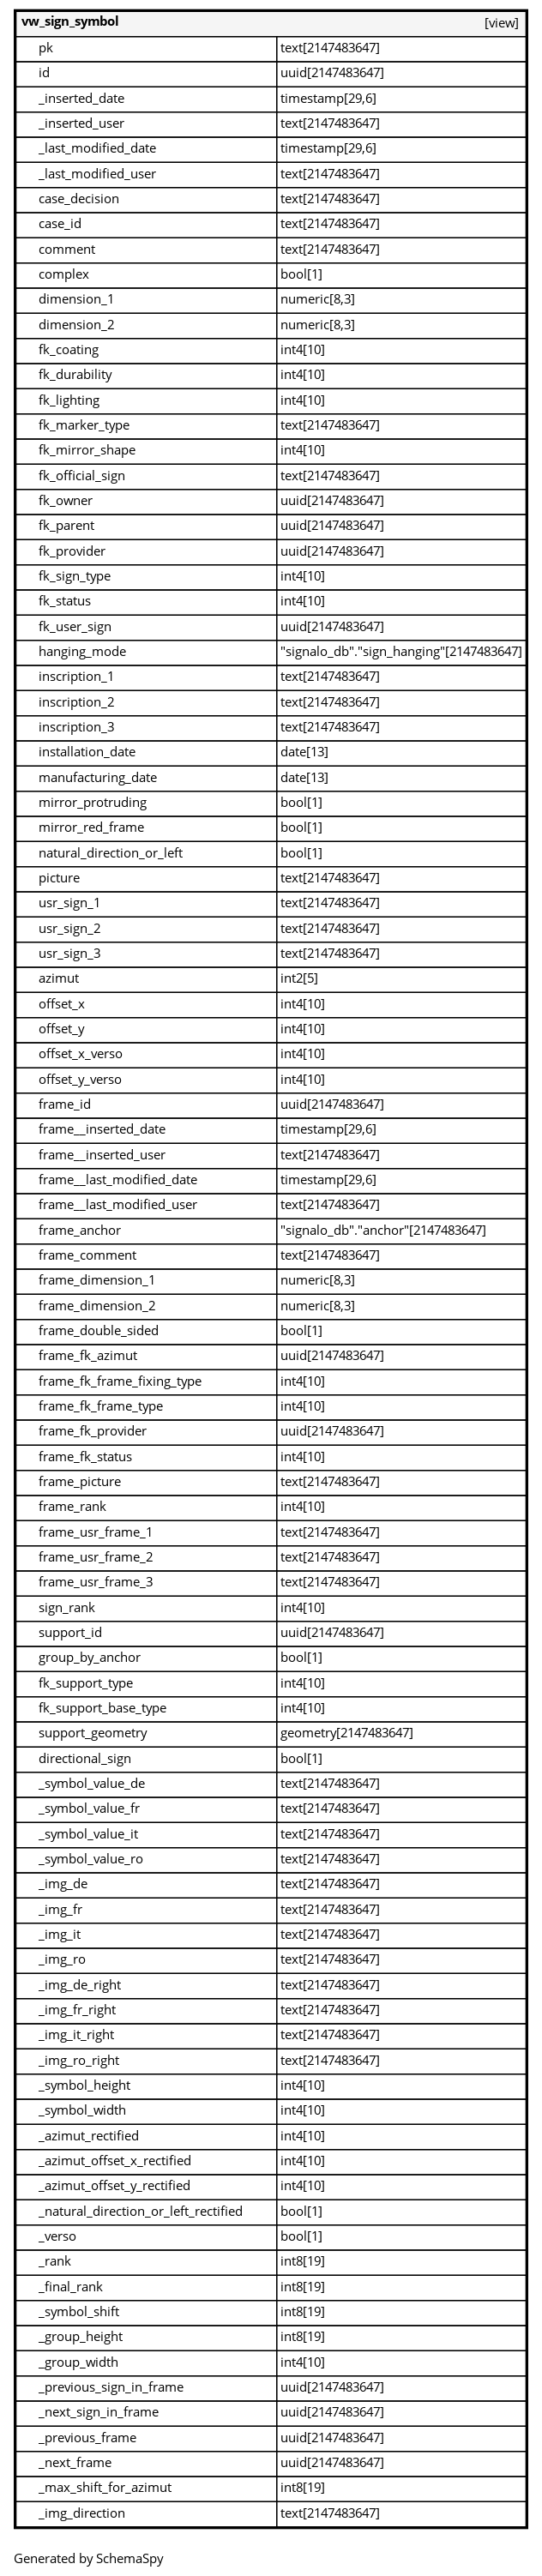 vw_sign_symbol [view]
pk text[2147483647]
id uuid[2147483647]
_inserted_date timestamp[29,6]
_inserted_user text[2147483647]
_last_modified_date timestamp[29,6]
_last_modified_user text[2147483647]
case_decision text[2147483647]
case_id text[2147483647]
comment text[2147483647]
complex bool[1]
dimension_1 numeric[8,3]
dimension_2 numeric[8,3]
fk_coating int4[10]
fk_durability int4[10]
fk_lighting int4[10]
fk_marker_type text[2147483647]
fk_mirror_shape int4[10]
fk_official_sign text[2147483647]
fk_owner uuid[2147483647]
fk_parent uuid[2147483647]
fk_provider uuid[2147483647]
fk_sign_type int4[10]
fk_status int4[10]
fk_user_sign uuid[2147483647]
hanging_mode "signalo_db"."sign_hanging"[2147483647]
inscription_1 text[2147483647]
inscription_2 text[2147483647]
inscription_3 text[2147483647]
installation_date date[13]
manufacturing_date date[13]
mirror_protruding bool[1]
mirror_red_frame bool[1]
natural_direction_or_left bool[1]
picture text[2147483647]
usr_sign_1 text[2147483647]
usr_sign_2 text[2147483647]
usr_sign_3 text[2147483647]
azimut int2[5]
offset_x int4[10]
offset_y int4[10]
offset_x_verso int4[10]
offset_y_verso int4[10]
frame_id uuid[2147483647]
frame__inserted_date timestamp[29,6]
frame__inserted_user text[2147483647]
frame__last_modified_date timestamp[29,6]
frame__last_modified_user text[2147483647]
frame_anchor "signalo_db"."anchor"[2147483647]
frame_comment text[2147483647]
frame_dimension_1 numeric[8,3]
frame_dimension_2 numeric[8,3]
frame_double_sided bool[1]
frame_fk_azimut uuid[2147483647]
frame_fk_frame_fixing_type int4[10]
frame_fk_frame_type int4[10]
frame_fk_provider uuid[2147483647]
frame_fk_status int4[10]
frame_picture text[2147483647]
frame_rank int4[10]
frame_usr_frame_1 text[2147483647]
frame_usr_frame_2 text[2147483647]
frame_usr_frame_3 text[2147483647]
sign_rank int4[10]
support_id uuid[2147483647]
group_by_anchor bool[1]
fk_support_type int4[10]
fk_support_base_type int4[10]
support_geometry geometry[2147483647]
directional_sign bool[1]
_symbol_value_de text[2147483647]
_symbol_value_fr text[2147483647]
_symbol_value_it text[2147483647]
_symbol_value_ro text[2147483647]
_img_de text[2147483647]
_img_fr text[2147483647]
_img_it text[2147483647]
_img_ro text[2147483647]
_img_de_right text[2147483647]
_img_fr_right text[2147483647]
_img_it_right text[2147483647]
_img_ro_right text[2147483647]
_symbol_height int4[10]
_symbol_width int4[10]
_azimut_rectified int4[10]
_azimut_offset_x_rectified int4[10]
_azimut_offset_y_rectified int4[10]
_natural_direction_or_left_rectified bool[1]
_verso bool[1]
_rank int8[19]
_final_rank int8[19]
_symbol_shift int8[19]
_group_height int8[19]
_group_width int4[10]
_previous_sign_in_frame uuid[2147483647]
_next_sign_in_frame uuid[2147483647]
_previous_frame uuid[2147483647]
_next_frame uuid[2147483647]
_max_shift_for_azimut int8[19]
_img_direction text[2147483647]
Generated by SchemaSpy